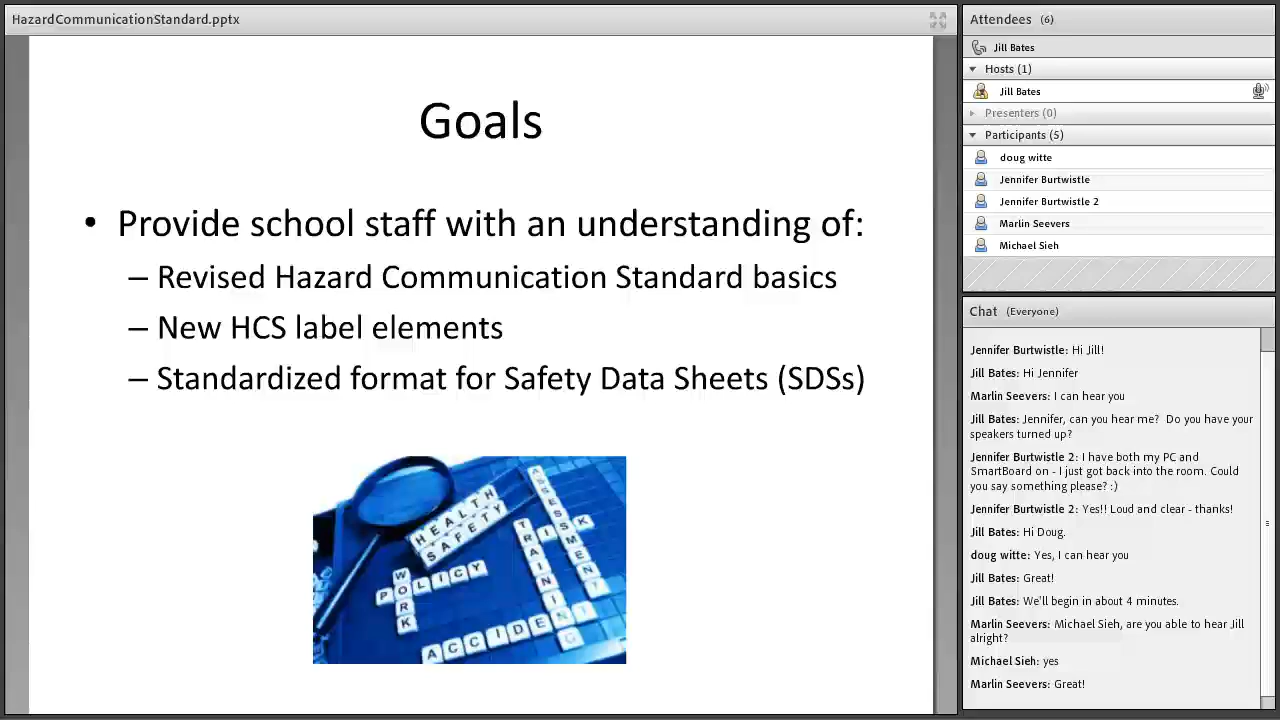 HazardCommunicationStandard.pptx
Goals
• Provide school staff with an understanding of:
– Revised Hazard Communication Standard basics
– New HCS label elements
– Standardized format for Safety Data Sheets (SDSs)
HEALTH
SAFETY
ASSESSMENT
RISK
TRAINING
POLICY
WORK
ACCIDENT
Attendees (6)
Jill Bates
Hosts (1)
Jill Bates
Presenters (0)
Participants (5)
doug witte
Jennifer Burtwistle
Jennifer Burtwistle 2
Marlin Seevers
Michael Sieh
Chat (Everyone)
Jennifer Burtwistle: Hi Jill!
Jill Bates: Hi Jennifer
Marlin Seevers: I can hear you
Jill Bates: Jennifer, can you hear me? Do you have your
speakers turned up?
Jennifer Burtwistle 2: I have both my PC and
SmartBoard on - I just got back into the room. Could
you say something please? :)
Jennifer Burtwistle 2: Yes!! Loud and clear - thanks!
Jill Bates: Hi Doug.
doug witte: Yes, I can hear you
Jill Bates: Great!
Jill Bates: We'll begin in about 4 minutes.
Marlin Seevers: Michael Sieh, are you able to hear Jill
alright?
Michael Sieh: yes
Marlin Seevers: Great!